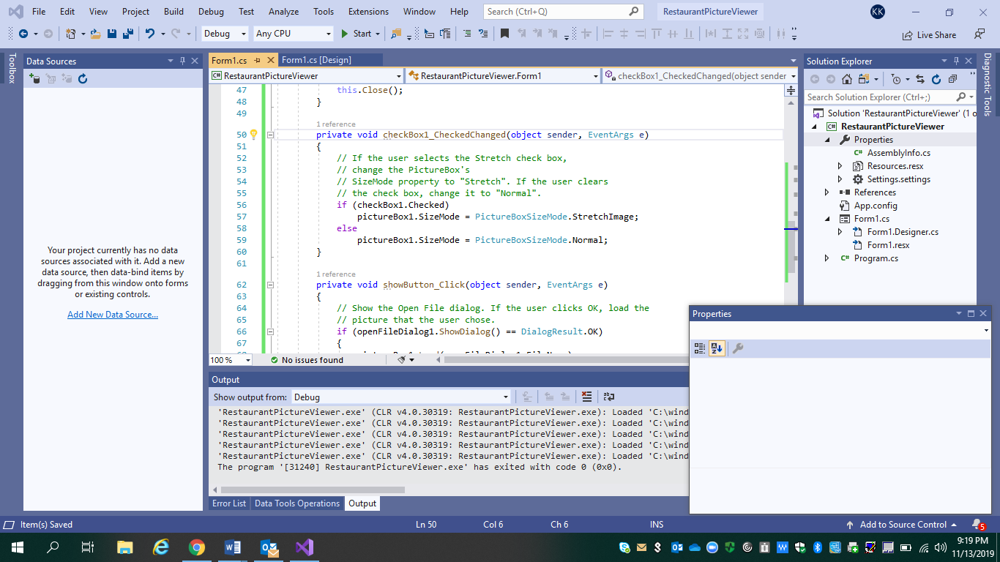 File Edit View Project Build Debug Test Analyze Tools Extensions Window Help Search (Ctrl+Q) RestaurantPictureViewer KK
Debug Any CPU Start Live Share
Toolbox
Data Sources
Your project currently has no data
sources associated with it. Add a new
data source, then data-bind items by
dragging from this window onto forms
or existing controls.
Add New Data Source...
Form1.cs Form1.cs [Design]
RestaurantPictureViewer RestaurantPictureViewer.Form1 checkBox1_CheckedChanged(object sender
47 this.Close();
48 }
49
1 reference
50 private void checkBox1_CheckedChanged(object sender, EventArgs e)
51 {
52 // If the user selects the Stretch check box,
53 // change the PictureBox's
54 // SizeMode property to "Stretch". If the user clears
55 // the check box, change it to "Normal".
56 if (checkBox1.Checked)
57 pictureBox1.SizeMode = PictureBoxSizeMode.StretchImage;
58 else
59 pictureBox1.SizeMode = PictureBoxSizeMode.Normal;
60 }
61
1 reference
62 private void showButton_Click(object sender, EventArgs e)
63 {
64 // Show the Open File dialog. If the user clicks OK, load the
65 // picture that the user chose.
66 if (openFileDialog1.ShowDialog() == DialogResult.OK)
67 {
100 % No issues found
Output
Show output from: Debug
'RestaurantPictureViewer.exe' (CLR v4.0.30319: RestaurantPictureViewer.exe): Loaded 'C:\wind
'RestaurantPictureViewer.exe' (CLR v4.0.30319: RestaurantPictureViewer.exe): Loaded 'C:\wind
'RestaurantPictureViewer.exe' (CLR v4.0.30319: RestaurantPictureViewer.exe): Loaded 'C:\wind
'RestaurantPictureViewer.exe' (CLR v4.0.30319: RestaurantPictureViewer.exe): Loaded 'C:\wind
'RestaurantPictureViewer.exe' (CLR v4.0.30319: RestaurantPictureViewer.exe): Loaded 'C:\wind
The program '[31240] RestaurantPictureViewer.exe' has exited with code 0 (0x0).
Error List Data Tools Operations Output
Solution Explorer
Search Solution Explorer (Ctrl+;)
Solution 'RestaurantPictureViewer' (1 o
RestaurantPictureViewer
Properties
AssemblyInfo.cs
Resources.resx
Settings.settings
References
App.config
Form1.cs
Form1.Designer.cs
Form1.resx
Program.cs
Diagnostic Tools
Properties
Item(s) Saved Ln 50 Col 6 Ch 6 INS Add to Source Control 5
9:19 PM
11/13/2019